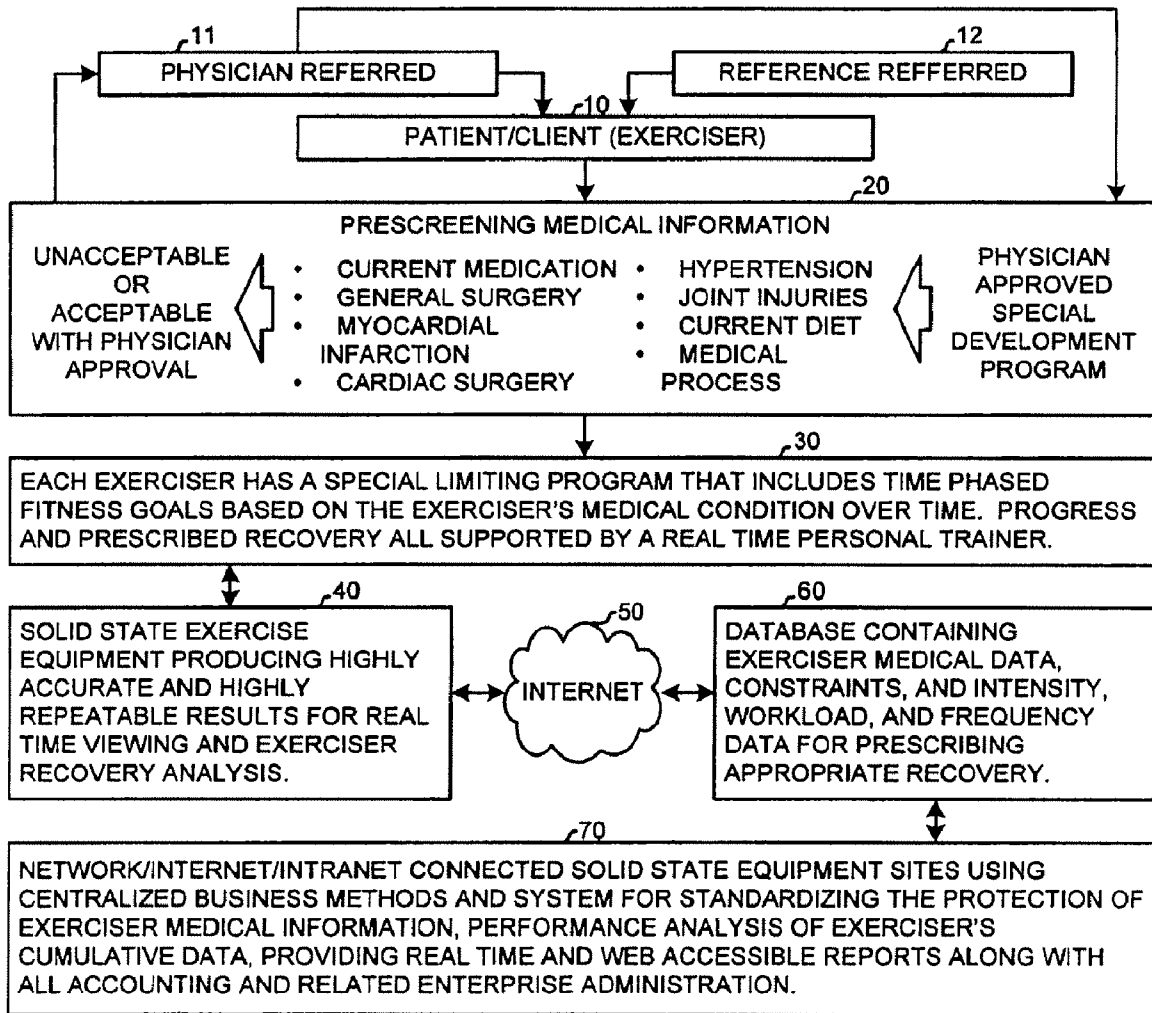 11
12
PHYSICIAN REFERRED
REFERENCE REFFERRED
10
PATIENT/CLIENT (EXERCISER)
20
PRESCREENING MEDICAL INFORMATION
UNACCEPTABLE
OR
ACCEPTABLE
WITH PHYSICIAN
APPROVAL
• CURRENT MEDICATION
• GENERAL SURGERY
• MYOCARDIAL
INFARCTION
• CARDIAC SURGERY
• HYPERTENSION
• JOINT INJURIES
• CURRENT DIET
• MEDICAL
PROCESS
PHYSICIAN
APPROVED
SPECIAL
DEVELOPMENT
PROGRAM
30
EACH EXERCISER HAS A SPECIAL LIMITING PROGRAM THAT INCLUDES TIME PHASED
FITNESS GOALS BASED ON THE EXERCISER'S MEDICAL CONDITION OVER TIME. PROGRESS
AND PRESCRIBED RECOVERY ALL SUPPORTED BY A REAL TIME PERSONAL TRAINER.
40
SOLID STATE EXERCISE
EQUIPMENT PRODUCING HIGHLY
ACCURATE AND HIGHLY
REPEATABLE RESULTS FOR REAL
TIME VIEWING AND EXERCISER
RECOVERY ANALYSIS.
50
INTERNET
60
DATABASE CONTAINING
EXERCISER MEDICAL DATA,
CONSTRAINTS, AND INTENSITY,
WORKLOAD, AND FREQUENCY
DATA FOR PRESCRIBING
APPROPRIATE RECOVERY.
70
NETWORK/INTERNET/INTRANET CONNECTED SOLID STATE EQUIPMENT SITES USING
CENTRALIZED BUSINESS METHODS AND SYSTEM FOR STANDARDIZING THE PROTECTION OF
EXERCISER MEDICAL INFORMATION, PERFORMANCE ANALYSIS OF EXERCISER'S
CUMULATIVE DATA, PROVIDING REAL TIME AND WEB ACCESSIBLE REPORTS ALONG WITH
ALL ACCOUNTING AND RELATED ENTERPRISE ADMINISTRATION.